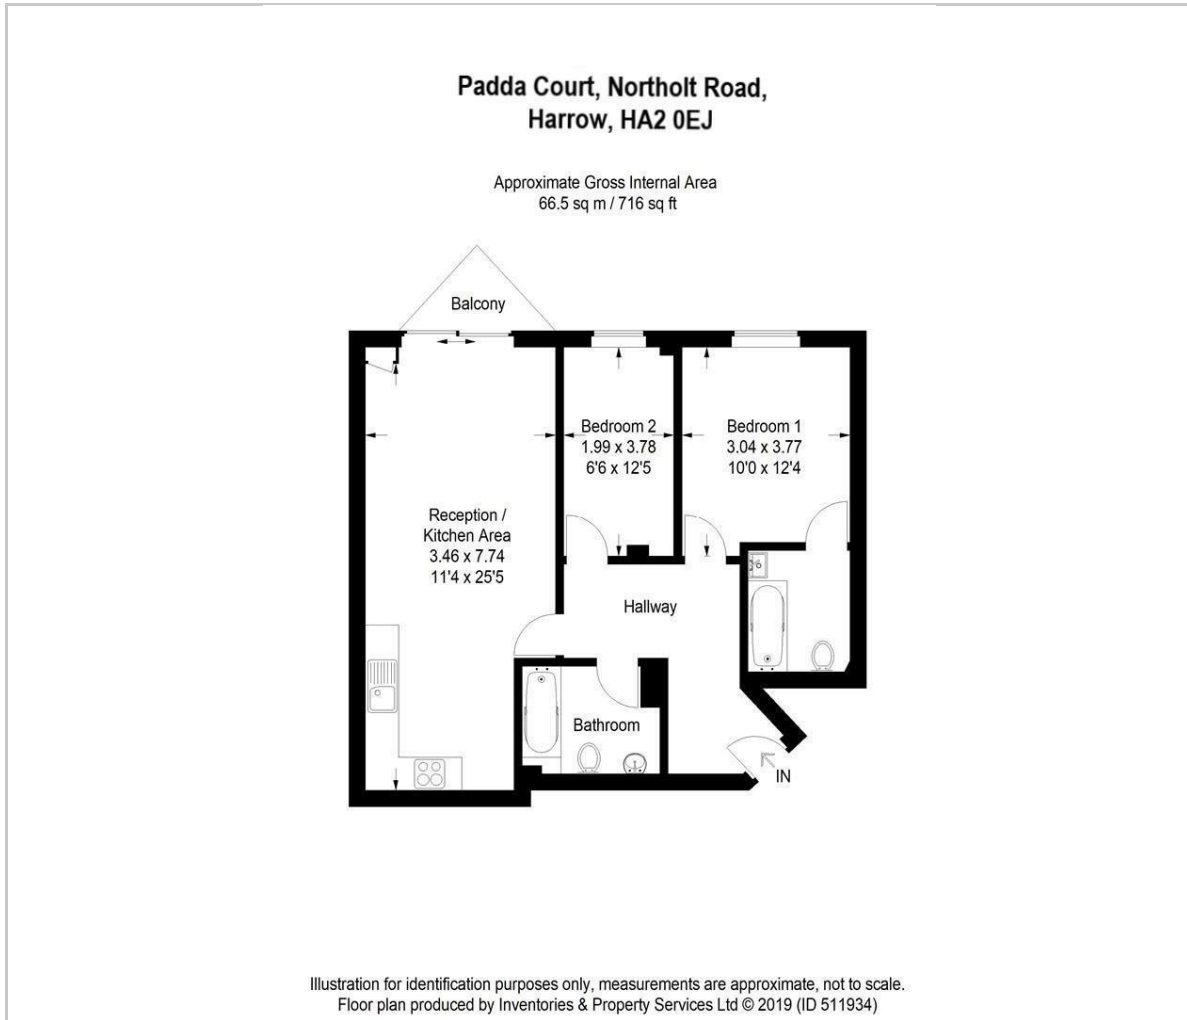 Padda Court, Northolt Road,
Harrow, HA2 0EJ
Approximate Gross Internal Area
66.5 sq m / 716 sq ft
Balcony
Bedroom 2
1.99 x 3.78
6'6 x 12'5
Bedroom 1
3.04 x 3.77
10'0 x 12'4
Reception /
Kitchen Area
3.46 x 7.74
11'4 x 25'5
Hallway
Bathroom
IN
Illustration for identification purposes only, measurements are approximate, not to scale.
Floor plan produced by Inventories & Property Services Ltd © 2019 (ID 511934)